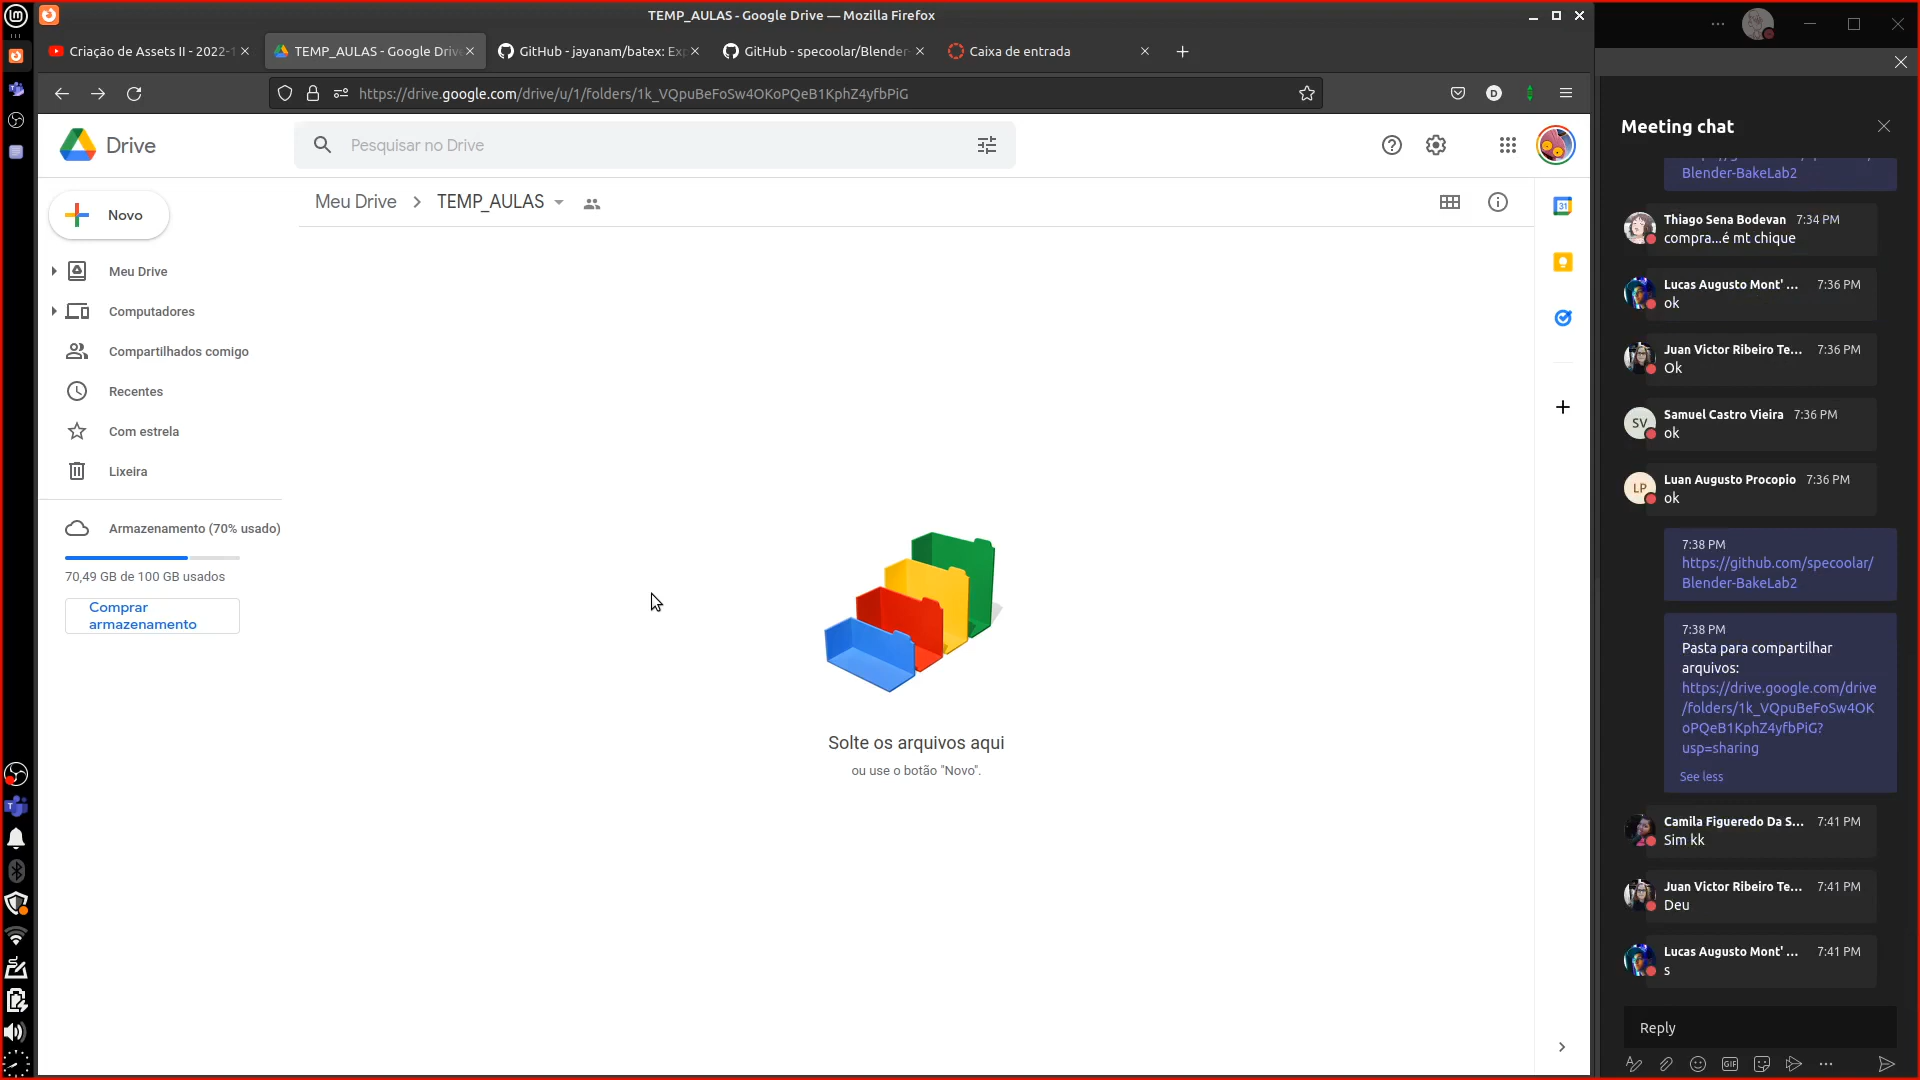 TEMP_AULAS - Google Drive — Mozilla Firefox
Criação de Assets II - 2022-1
TEMP_AULAS - Google Drive
GitHub - jayanam/batex: Exp
GitHub - specoolar/Blender-
Caixa de entrada
https://drive.google.com/drive/u/1/folders/1k_VQpuBeFoSw4OKoPQeB1KphZ4yfbPiG
D
Drive
Pesquisar no Drive
Novo
Meu Drive
TEMP_AULAS
31
Meu Drive
Computadores
Compartilhados comigo
Recentes
Com estrela
Lixeira
Armazenamento (70% usado)
70,49 GB de 100 GB usados
Comprar
armazenamento
Solte os arquivos aqui
ou use o botão "Novo".
Meeting chat
Blender-BakeLab2
Thiago Sena Bodevan 7:34 PM
compra...é mt chique
Lucas Augusto Mont' ... 7:36 PM
ok
Juan Victor Ribeiro Te... 7:36 PM
Ok
SV
Samuel Castro Vieira 7:36 PM
ok
LP
Luan Augusto Procopio 7:36 PM
ok
7:38 PM
https://github.com/specoolar/
Blender-BakeLab2
7:38 PM
Pasta para compartilhar
arquivos:
https://drive.google.com/drive
/folders/1k_VQpuBeFoSw4OK
oPQeB1KphZ4yfbPiG?
usp=sharing
See less
Camila Figueredo Da S... 7:41 PM
Sim kk
Juan Victor Ribeiro Te... 7:41 PM
Deu
Lucas Augusto Mont' ... 7:41 PM
s
Reply
GIF